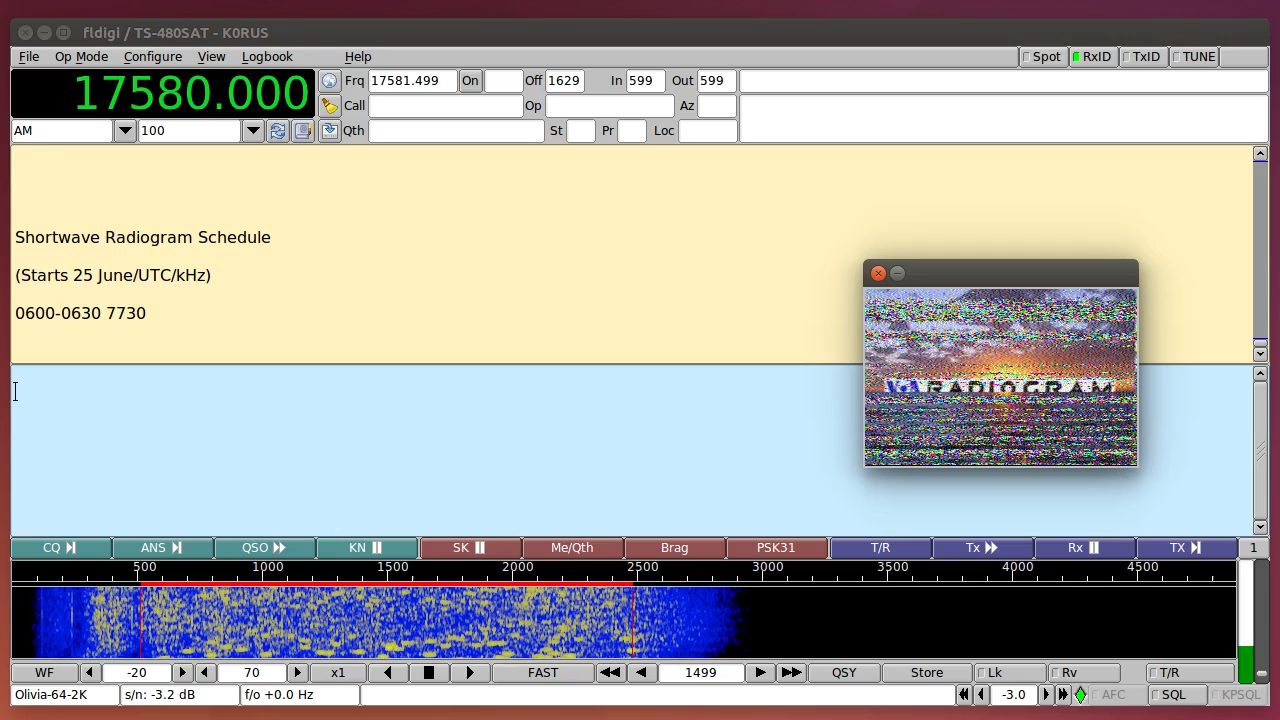 fldigi / TS-480SAT - K0RUS
File Op Mode Configure View Logbook Help Spot RxID TxID TUNE
17580.000
Frq 17581.499 On Off 1629 In 599 Out 599
Call Op Az
AM 100 Qth St Pr Loc
Shortwave Radiogram Schedule
(Starts 25 June/UTC/kHz)
0600-0630 7730
RADIOGRAM
CQ ANS QSO KN SK Me/Qth Brag PSK31 T/R Tx Rx TX 1
500 1000 1500 2000 2500 3000 3500 4000 4500
WF -20 70 x1 FAST 1499 QSY Store Lk Rv T/R
Olivia-64-2K s/n: -3.2 dB f/o +0.0 Hz -3.0 AFC SQL KPSQL